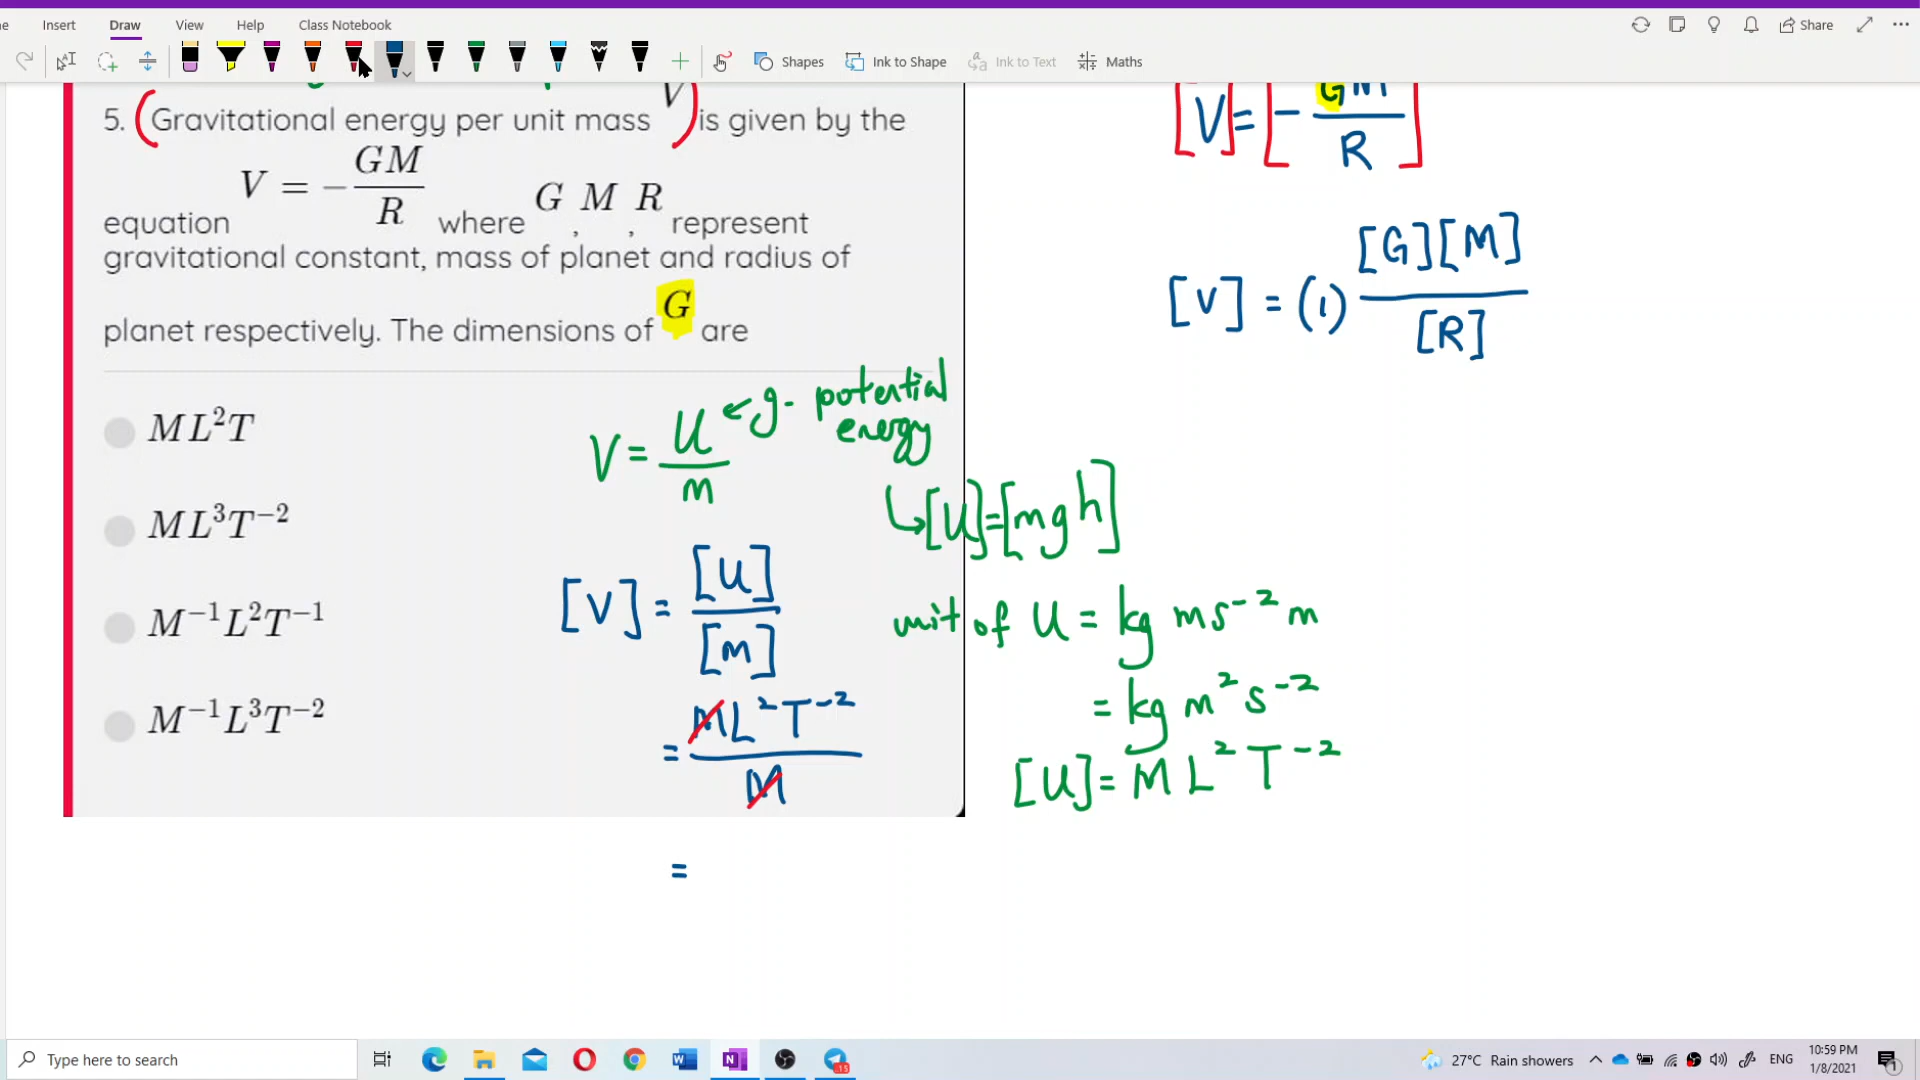 Insert Draw View Help Class Notebook
Share
Shapes Ink to Shape Ink to Text Maths
5. (Gravitational energy per unit mass V) is given by the
equation V = -GM/R where G, M, R represent
gravitational constant, mass of planet and radius of
planet respectively. The dimensions of G are
ML²T
ML³T⁻²
M⁻¹L²T⁻¹
M⁻¹L³T⁻²
V = U/m ← g. potential energy
[V] = [U]/[m]
= ML²T⁻²/M
=
[V] = [-GM/R]
[V] = (1) [G][M]/[R]
↳ [U] = [mgh]
unit of U = kg ms⁻² m
= kg m² s⁻²
[U] = M L² T⁻²
Type here to search
27°C Rain showers
ENG
10:59 PM
1/8/2021